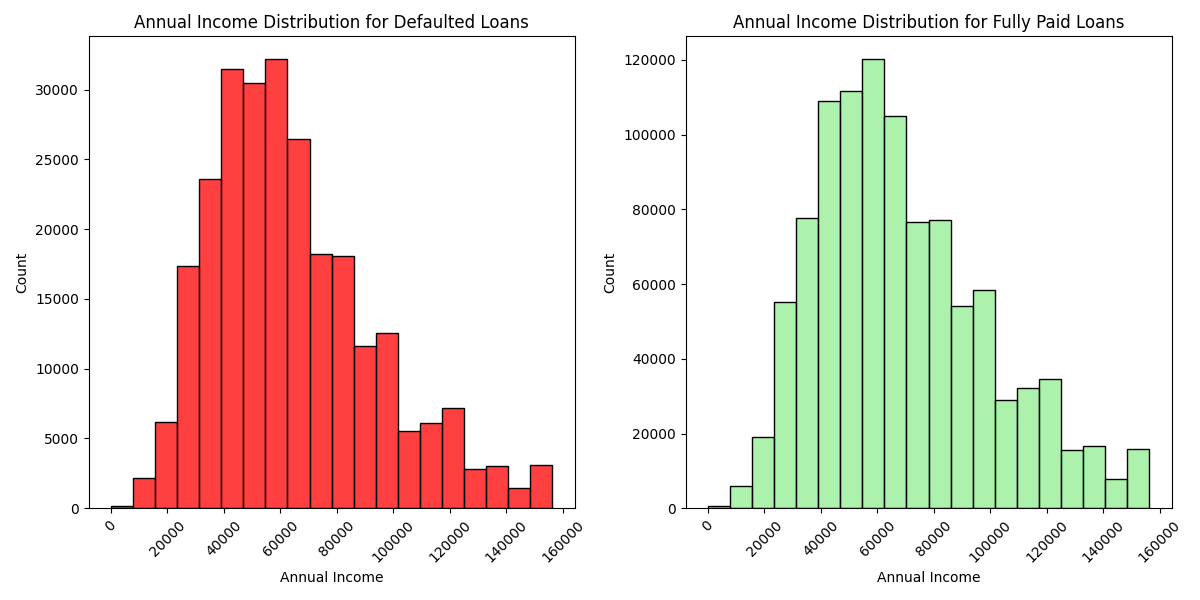 Annual Income Distribution for Defaulted Loans
Count
30000
25000
20000
15000
10000
5000
0
0 20000 40000 60000 80000 100000 120000 140000 160000
Annual Income
Annual Income Distribution for Fully Paid Loans
Count
120000
100000
80000
60000
40000
20000
0
0 20000 40000 60000 80000 100000 120000 140000 160000
Annual Income